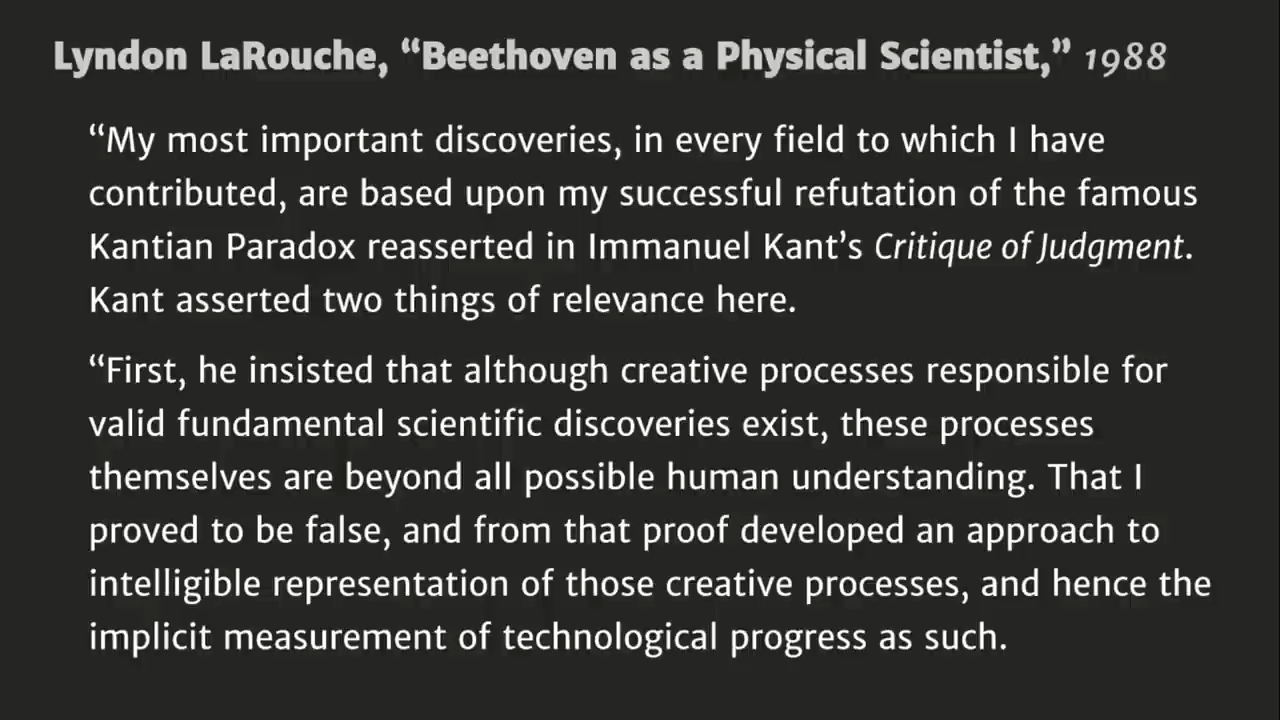 Lyndon LaRouche, “Beethoven as a Physical Scientist,” 1988
“My most important discoveries, in every field to which I have
contributed, are based upon my successful refutation of the famous
Kantian Paradox reasserted in Immanuel Kant’s Critique of Judgment.
Kant asserted two things of relevance here.
“First, he insisted that although creative processes responsible for
valid fundamental scientific discoveries exist, these processes
themselves are beyond all possible human understanding. That I
proved to be false, and from that proof developed an approach to
intelligible representation of those creative processes, and hence the
implicit measurement of technological progress as such.